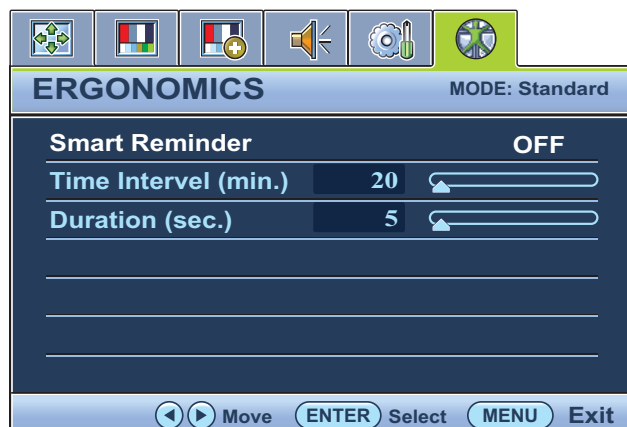 ERGONOMICS MODE: Standard
Smart Reminder OFF
Time Intervel (min.) 20
Duration (sec.) 5
Move ENTER Select MENU Exit